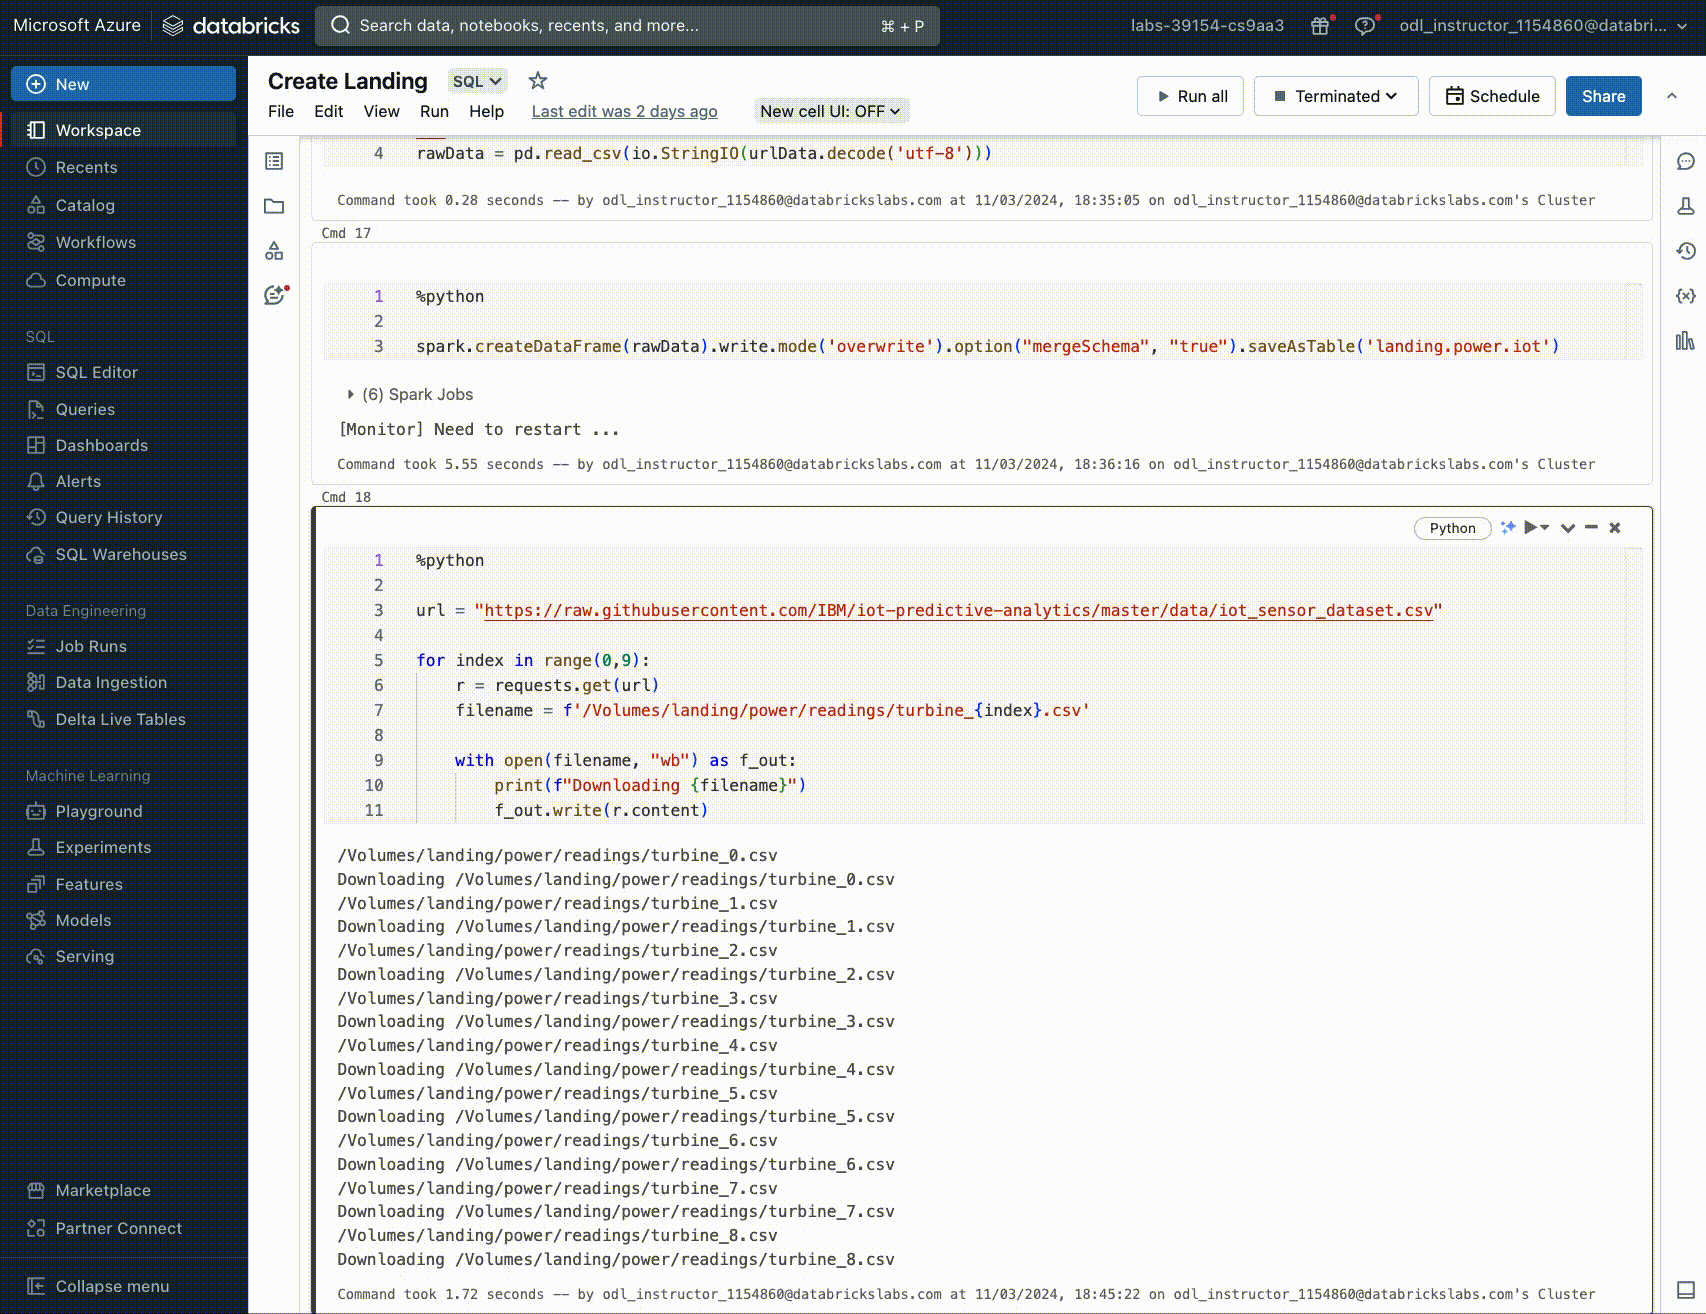 Microsoft Azure databricks Search data, notebooks, recents, and more... ⌘ + P labs-39154-cs9aa3 odl_instructor_1154860@databri...
New
Workspace
Recents
Catalog
Workflows
Compute
SQL
SQL Editor
Queries
Dashboards
Alerts
Query History
SQL Warehouses
Data Engineering
Job Runs
Data Ingestion
Delta Live Tables
Machine Learning
Playground
Experiments
Features
Models
Serving
Marketplace
Partner Connect
Collapse menu
Create Landing SQL
File Edit View Run Help Last edit was 2 days ago New cell UI: OFF
Run all Terminated Schedule Share
4 rawData = pd.read_csv(io.StringIO(urlData.decode('utf-8')))
Command took 0.28 seconds -- by odl_instructor_1154860@databrickslabs.com at 11/03/2024, 18:35:05 on odl_instructor_1154860@databrickslabs.com's Cluster
Cmd 17
1 %python
2
3 spark.createDataFrame(rawData).write.mode('overwrite').option("mergeSchema", "true").saveAsTable('landing.power.iot')
(6) Spark Jobs
[Monitor] Need to restart ...
Command took 5.55 seconds -- by odl_instructor_1154860@databrickslabs.com at 11/03/2024, 18:36:16 on odl_instructor_1154860@databrickslabs.com's Cluster
Cmd 18
Python
1 %python
2
3 url = "https://raw.githubusercontent.com/IBM/iot-predictive-analytics/master/data/iot_sensor_dataset.csv"
4
5 for index in range(0,9):
6 r = requests.get(url)
7 filename = f'/Volumes/landing/power/readings/turbine_{index}.csv'
8
9 with open(filename, "wb") as f_out:
10 print(f"Downloading {filename}")
11 f_out.write(r.content)
/Volumes/landing/power/readings/turbine_0.csv
Downloading /Volumes/landing/power/readings/turbine_0.csv
/Volumes/landing/power/readings/turbine_1.csv
Downloading /Volumes/landing/power/readings/turbine_1.csv
/Volumes/landing/power/readings/turbine_2.csv
Downloading /Volumes/landing/power/readings/turbine_2.csv
/Volumes/landing/power/readings/turbine_3.csv
Downloading /Volumes/landing/power/readings/turbine_3.csv
/Volumes/landing/power/readings/turbine_4.csv
Downloading /Volumes/landing/power/readings/turbine_4.csv
/Volumes/landing/power/readings/turbine_5.csv
Downloading /Volumes/landing/power/readings/turbine_5.csv
/Volumes/landing/power/readings/turbine_6.csv
Downloading /Volumes/landing/power/readings/turbine_6.csv
/Volumes/landing/power/readings/turbine_7.csv
Downloading /Volumes/landing/power/readings/turbine_7.csv
/Volumes/landing/power/readings/turbine_8.csv
Downloading /Volumes/landing/power/readings/turbine_8.csv
Command took 1.72 seconds -- by odl_instructor_1154860@databrickslabs.com at 11/03/2024, 18:45:22 on odl_instructor_1154860@databrickslabs.com's Cluster